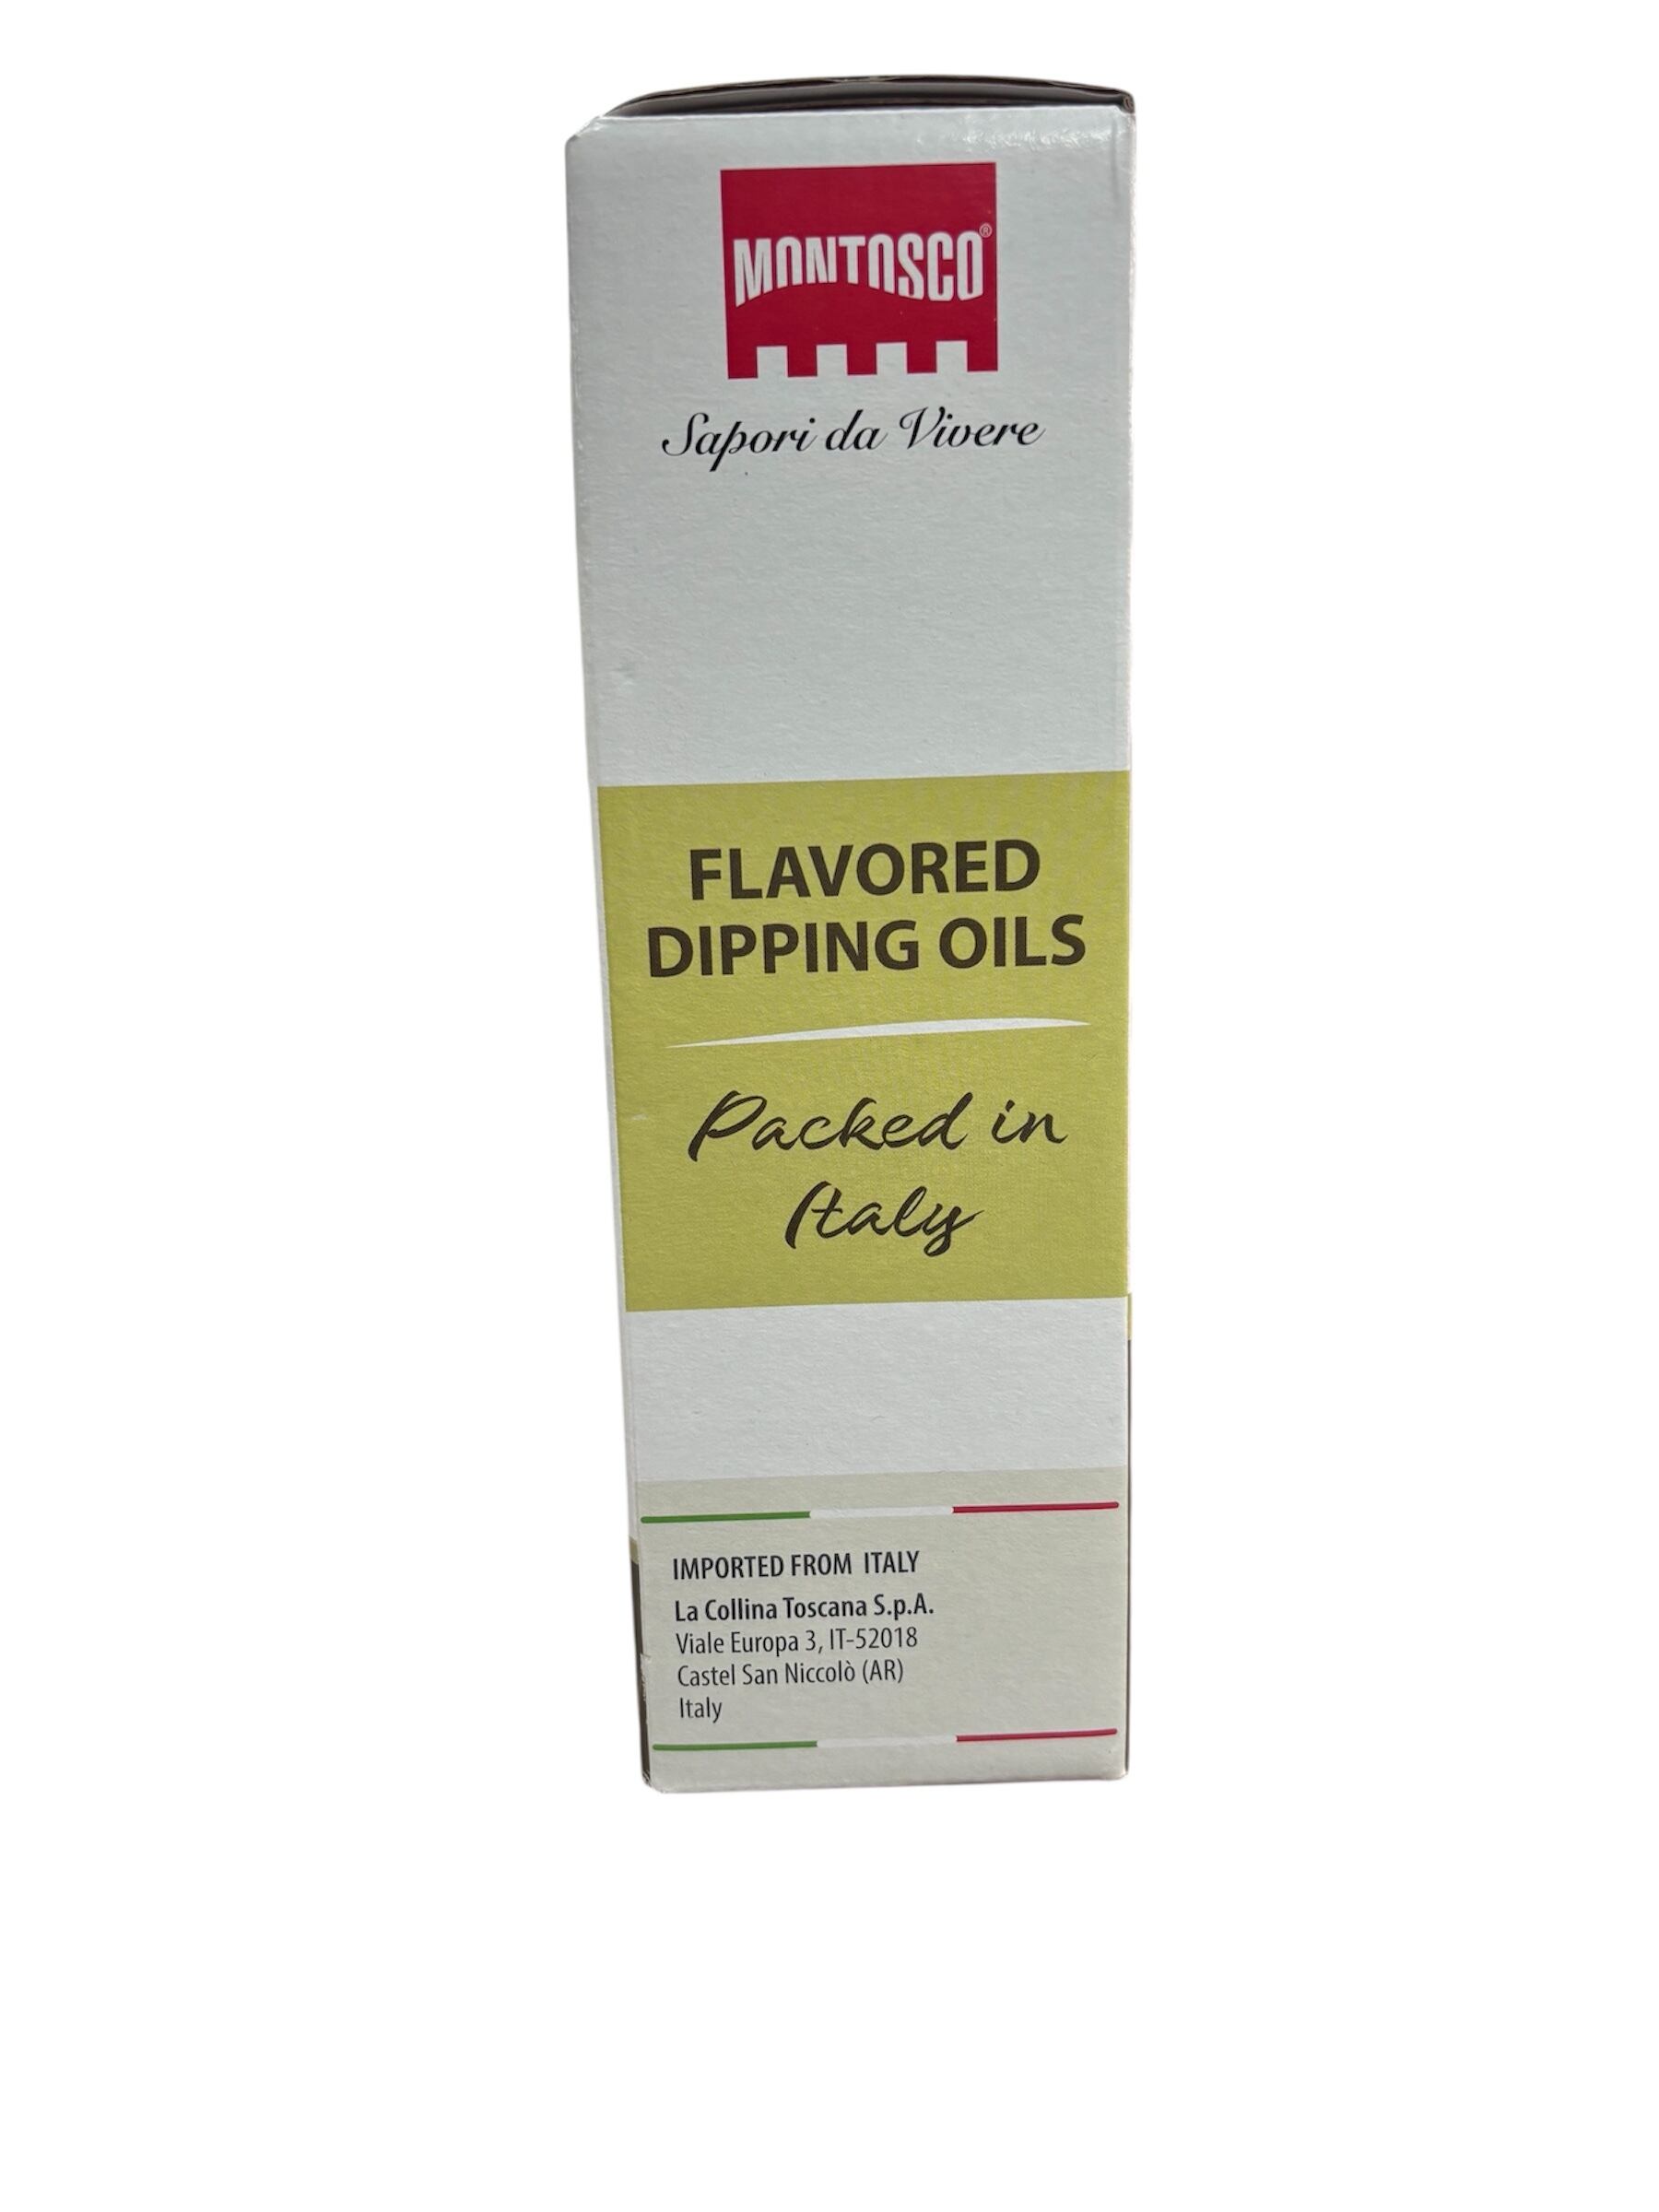 MONTOSCO®
Sapori da Vivere
FLAVORED
DIPPING OILS
Packed in
Italy
IMPORTED FROM ITALY
La Collina Toscana S.p.A.
Viale Europa 3, IT-52018
Castel San Niccolò (AR)
Italy